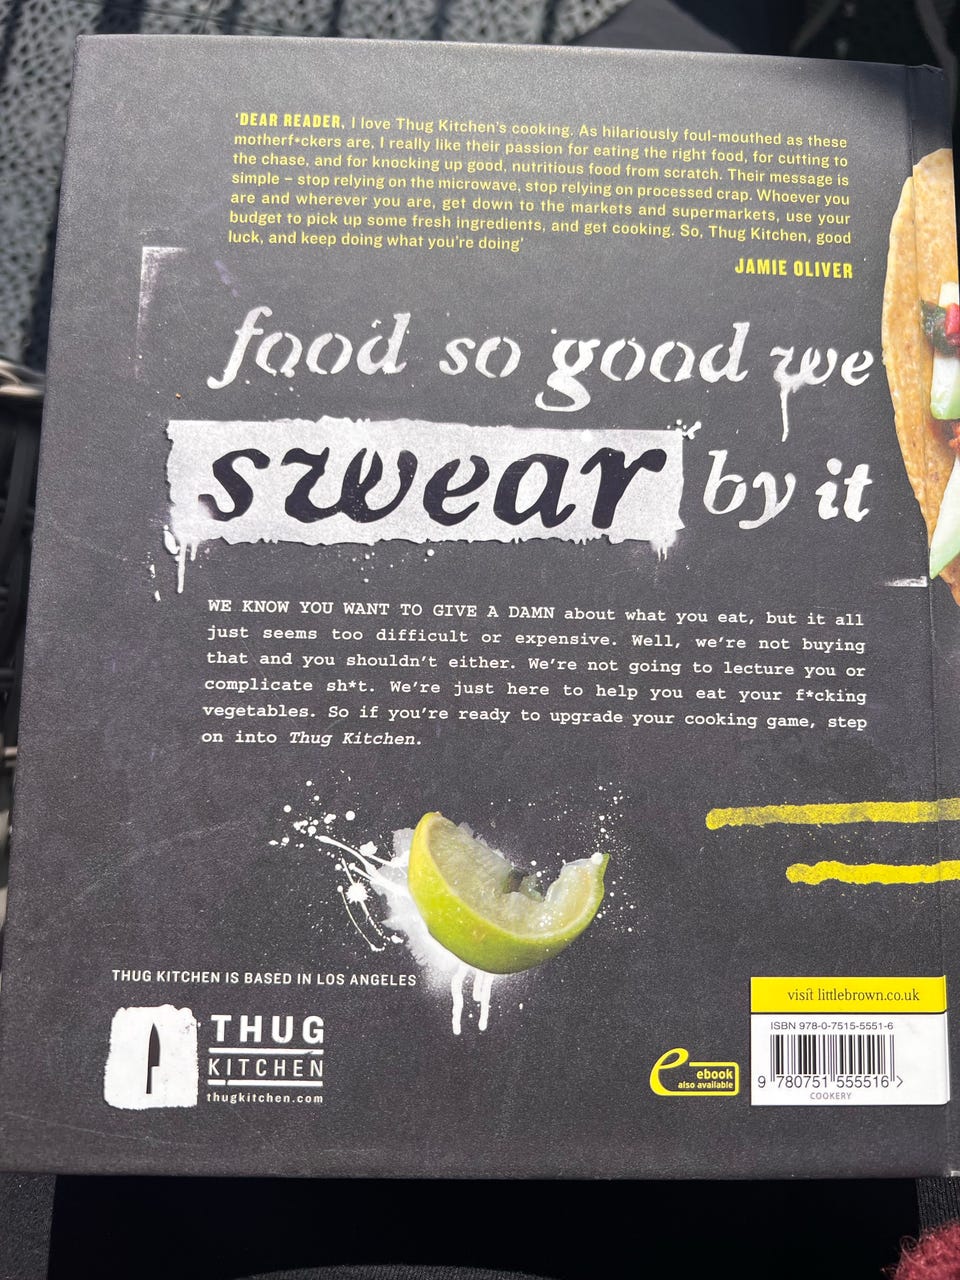 'DEAR READER, I love Thug Kitchen's cooking. As hilariously foul-mouthed as these
motherf*ckers are, I really like their passion for eating the right food, for cutting to
the chase, and for knocking up good, nutritious food from scratch. Their message is
simple – stop relying on the microwave, stop relying on processed crap. Whoever you
are and wherever you are, get down to the markets and supermarkets, use your
budget to pick up some fresh ingredients, and get cooking. So, Thug Kitchen, good
luck, and keep doing what you're doing'
JAMIE OLIVER
food so good we
swear by it
WE KNOW YOU WANT TO GIVE A DAMN about what you eat, but it all
just seems too difficult or expensive. Well, we're not buying
that and you shouldn't either. We're not going to lecture you or
complicate sh*t. We're just here to help you eat your f*cking
vegetables. So if you're ready to upgrade your cooking game, step
on into Thug Kitchen.
THUG KITCHEN IS BASED IN LOS ANGELES
THUG
KITCHEN
thugkitchen.com
e
ebook
also available
visit littlebrown.co.uk
ISBN 978-0-7515-5551-6
9 780751 555516 >
COOKERY